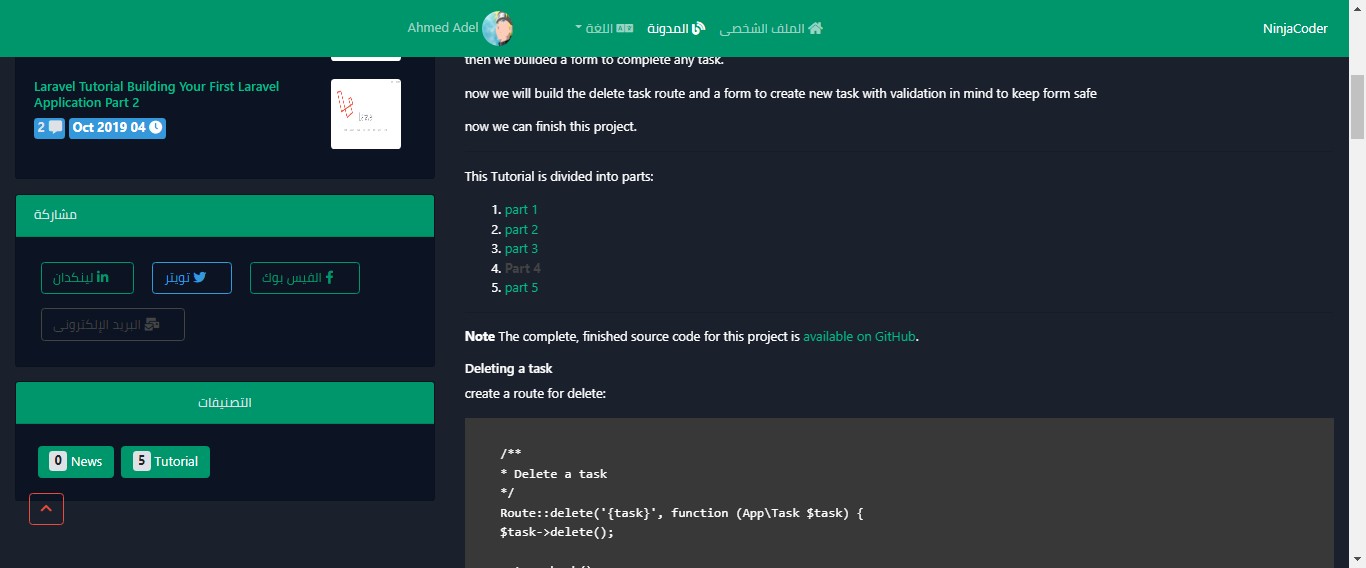 NinjaCoder
الملف الشخصي
المدونة
اللغة
Ahmed Adel
then we builded a form to complete any task.
now we will build the delete task route and a form to create new task with validation in mind to keep form safe
now we can finish this project.
This Tutorial is divided into parts:
1. part 1
2. part 2
3. part 3
4. Part 4
5. part 5
Note The complete, finished source code for this project is available on GitHub.
Deleting a task
create a route for delete:
/**
* Delete a task
*/
Route::delete('{task}', function (App\Task $task) {
$task->delete();
Laravel Tutorial Building Your First Laravel
Application Part 2
2 Oct 2019 04
مشاركة
الفيس بوك
تويتر
لينكدان
البريد الإلكتروني
التصنيفات
0 News
5 Tutorial